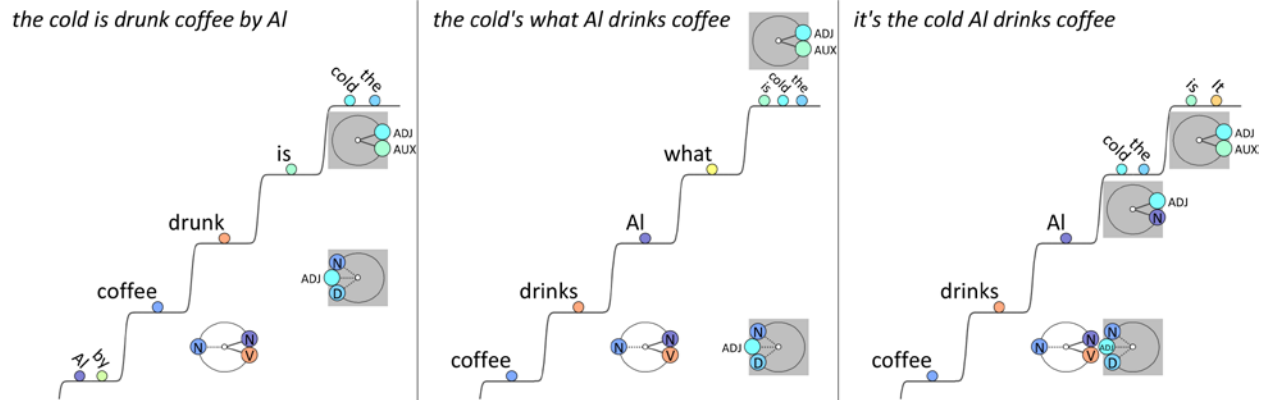 the cold is drunk coffee by Al
cold the
ADJ
AUX
is
drunk
N
ADJ
D
coffee
N
N
V
Al by
the cold's what Al drinks coffee
ADJ
AUX
is cold the
what
Al
drinks
N
N
V
N
ADJ
D
coffee
it's the cold Al drinks coffee
is It
ADJ
AUX
cold the
ADJ
N
Al
drinks
N
N
V
N
ADJ
D
coffee